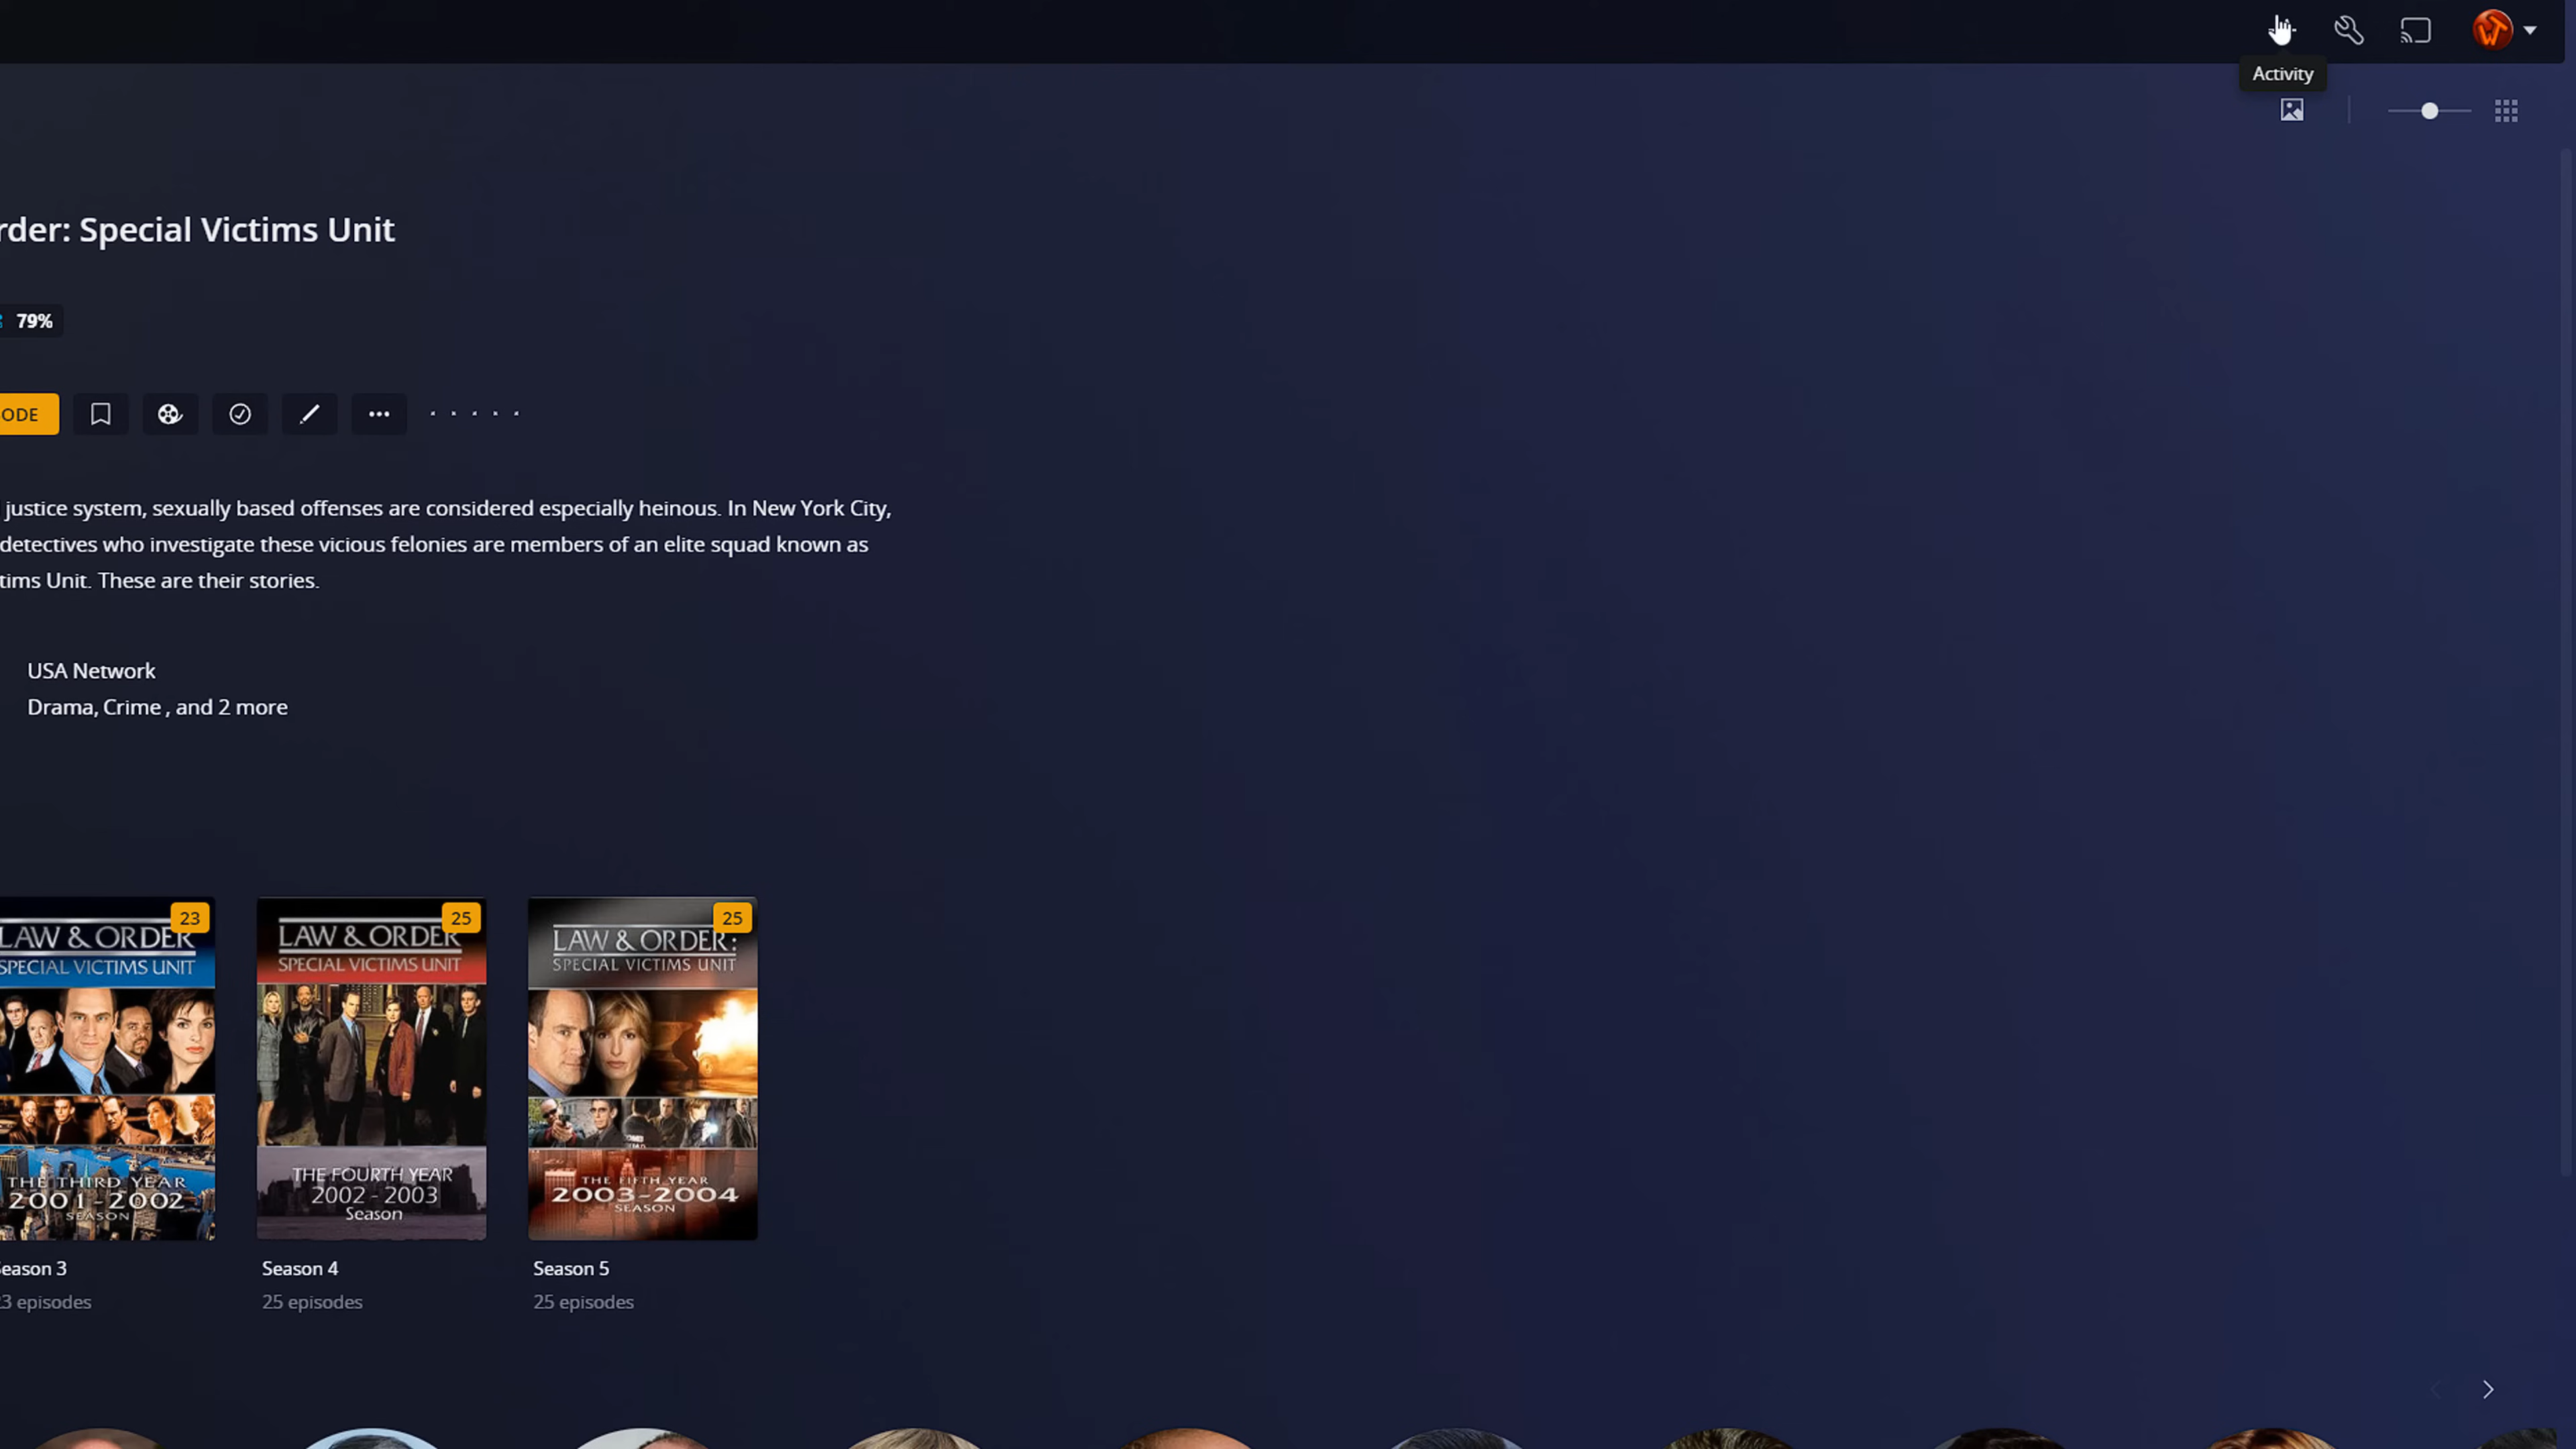 Activity
rder: Special Victims Unit
79%
ODE
justice system, sexually based offenses are considered especially heinous. In New York City,
detectives who investigate these vicious felonies are members of an elite squad known as
tims Unit. These are their stories.
USA Network
Drama, Crime , and 2 more
23
LAW & ORDER
SPECIAL VICTIMS UNIT
THE THIRD YEAR
2001-2002
SEASON
25
LAW & ORDER
SPECIAL VICTIMS UNIT
THE FOURTH YEAR
2002 - 2003
Season
25
LAW & ORDER:
SPECIAL VICTIMS UNIT
THE FIFTH YEAR
2003-2004
SEASON
eason 3
3 episodes
Season 4
25 episodes
Season 5
25 episodes